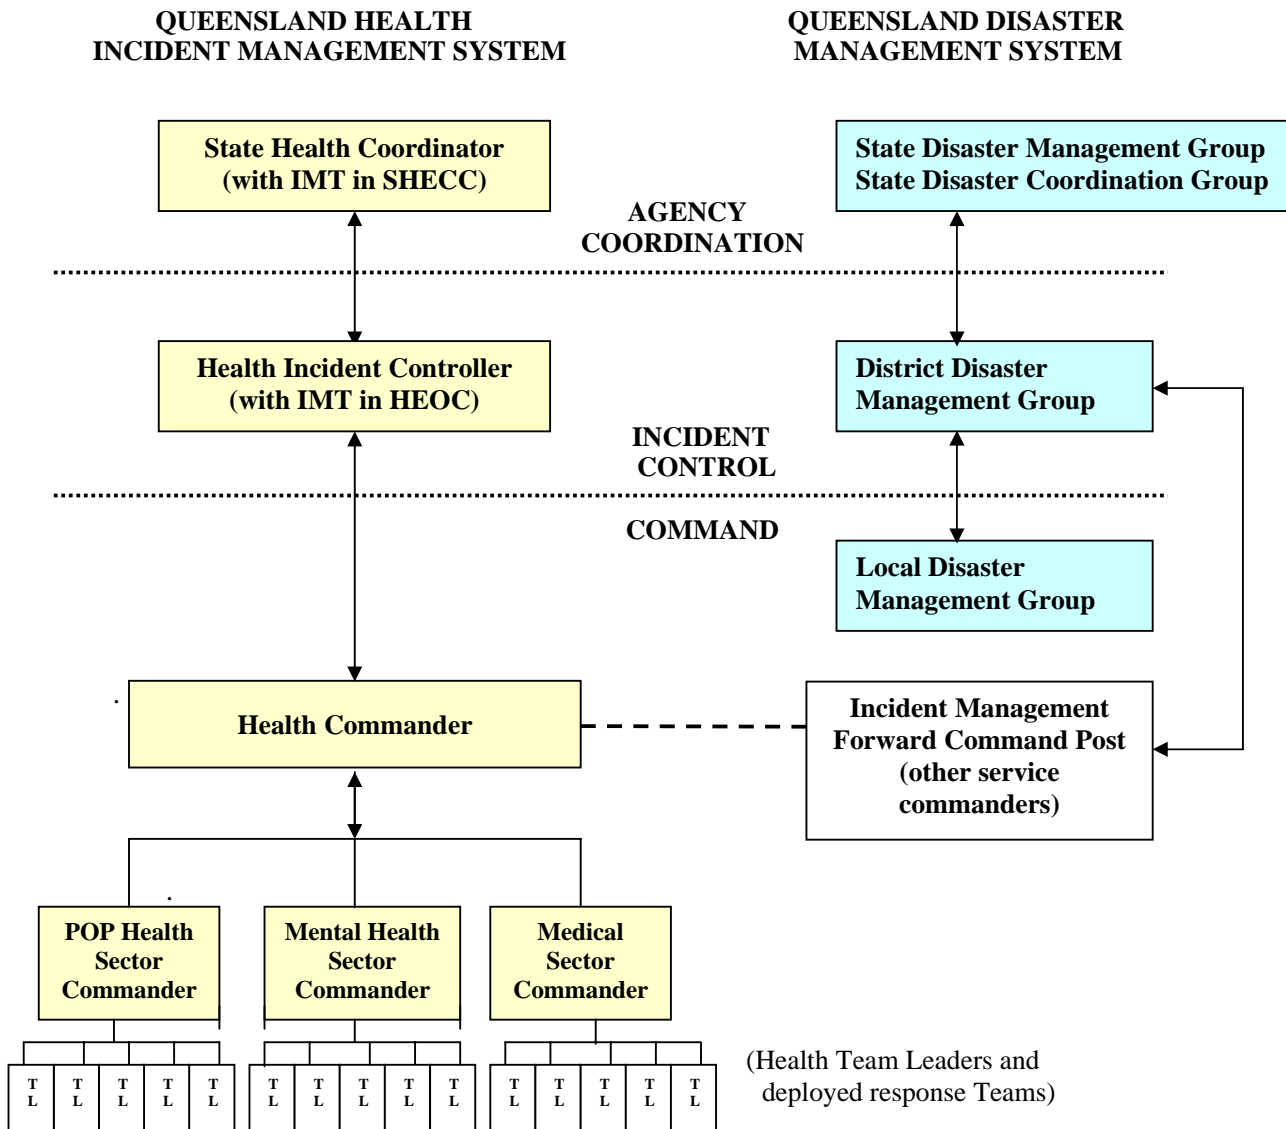 QUEENSLAND HEALTH
INCIDENT MANAGEMENT SYSTEM
QUEENSLAND DISASTER
MANAGEMENT SYSTEM
State Health Coordinator
(with IMT in SHECC)
State Disaster Management Group
State Disaster Coordination Group
AGENCY
COORDINATION
Health Incident Controller
(with IMT in HEOC)
District Disaster
Management Group
INCIDENT
CONTROL
COMMAND
Local Disaster
Management Group
Health Commander
Incident Management
Forward Command Post
(other service
commanders)
POP Health
Sector
Commander
Mental Health
Sector
Commander
Medical
Sector
Commander
T
L
T
L
T
L
T
L
T
L
T
L
T
L
T
L
T
L
T
L
T
L
T
L
T
L
T
L
T
L
(Health Team Leaders and
deployed response Teams)